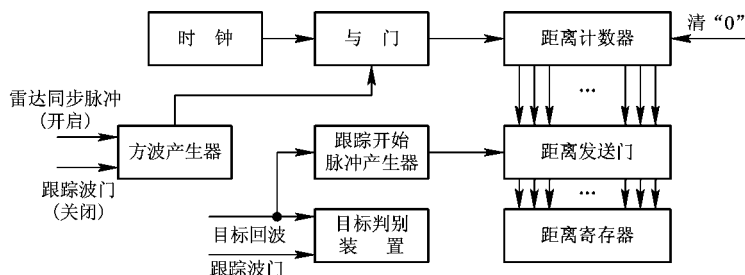 时 钟
与 门
距离计数器
清“0”
雷达同步脉冲
(开启)
方波产生器
跟踪开始
脉冲产生器
距离发送门
跟踪波门
(关闭)
目标回波
目标判别
装 置
距离寄存器
跟踪波门
…
…